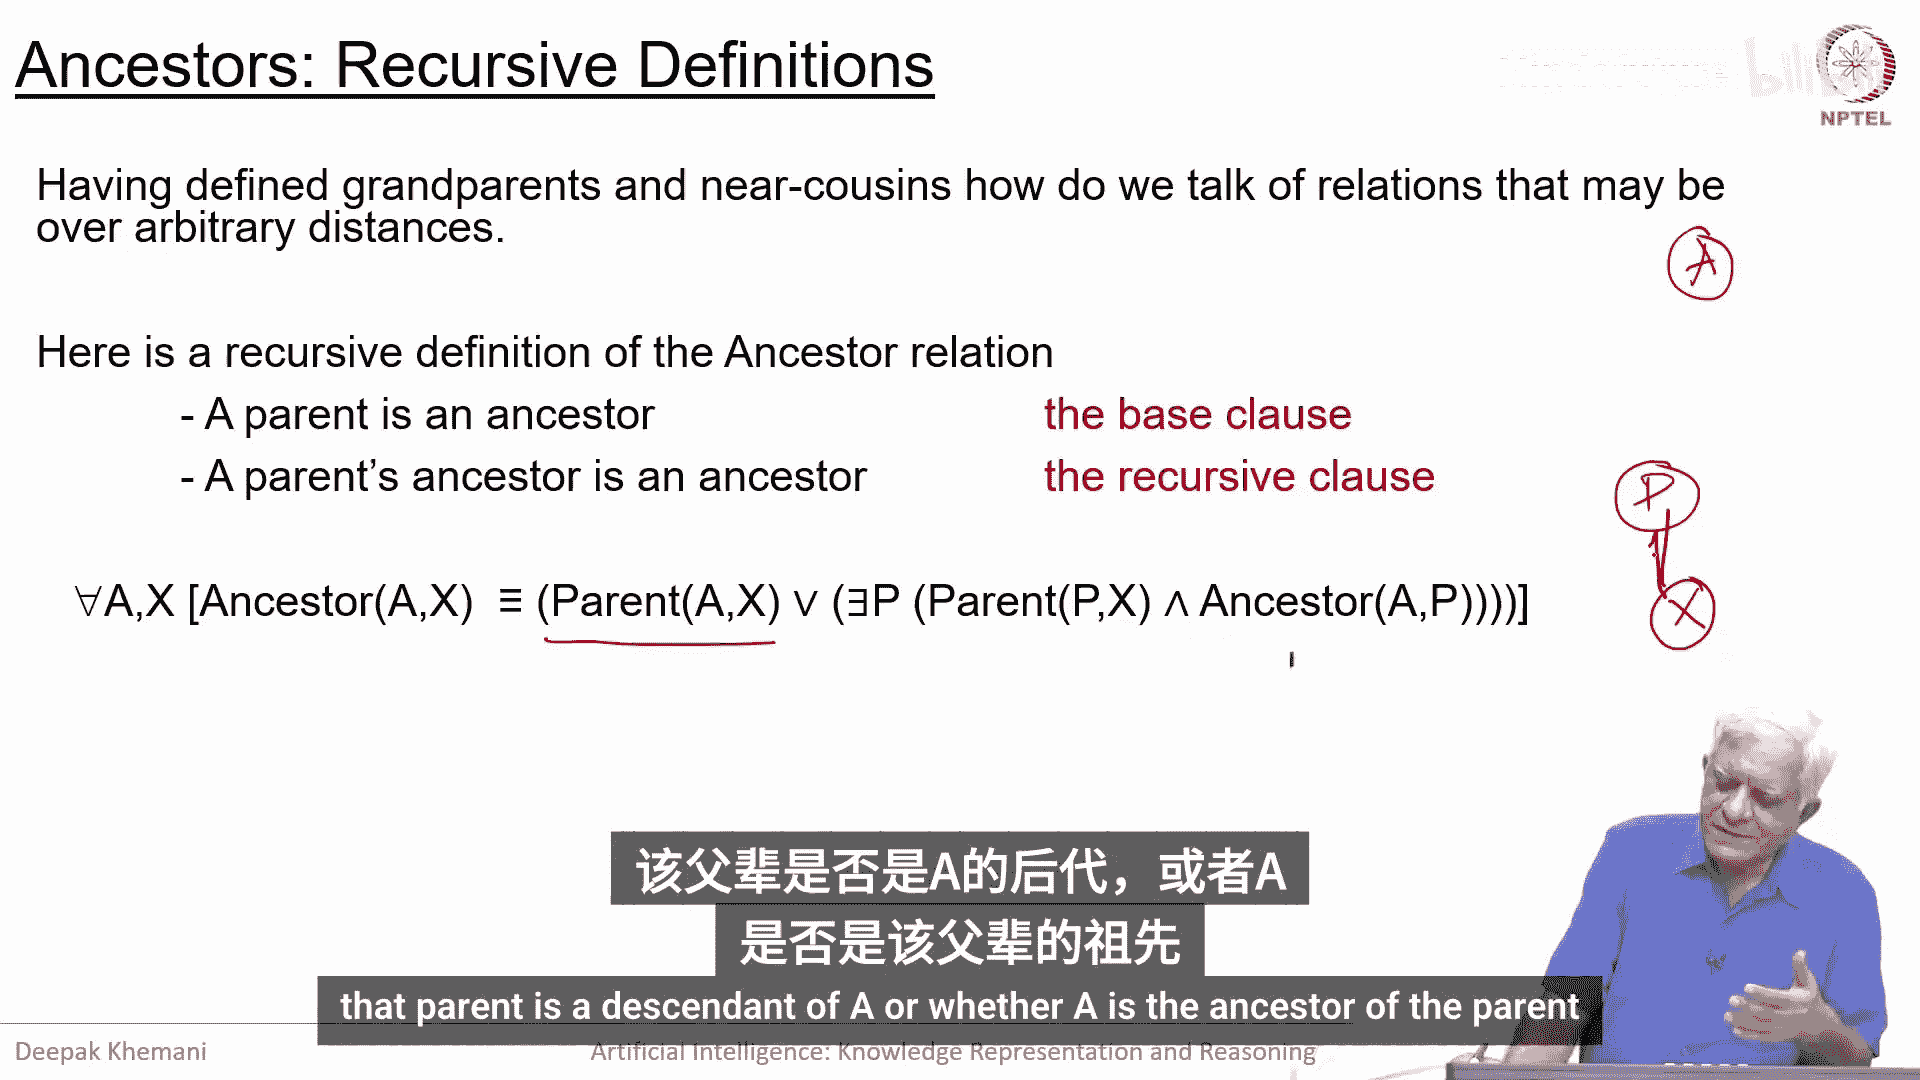 Ancestors: Recursive Definitions
NPTEL
Having defined grandparents and near-cousins how do we talk of relations that may be
over arbitrary distances.
A
Here is a recursive definition of the Ancestor relation
- A parent is an ancestor the base clause
- A parent’s ancestor is an ancestor the recursive clause
P
∀A,X [Ancestor(A,X) ≡ (Parent(A,X) ∨ (∃P (Parent(P,X) ∧ Ancestor(A,P))))]
X
该父辈是否是A的后代，或者A
是否是该父辈的祖先
that parent is a descendant of A or whether A is the ancestor of the parent
Deepak Khemani Artificial Intelligence: Knowledge Representation and Reasoning